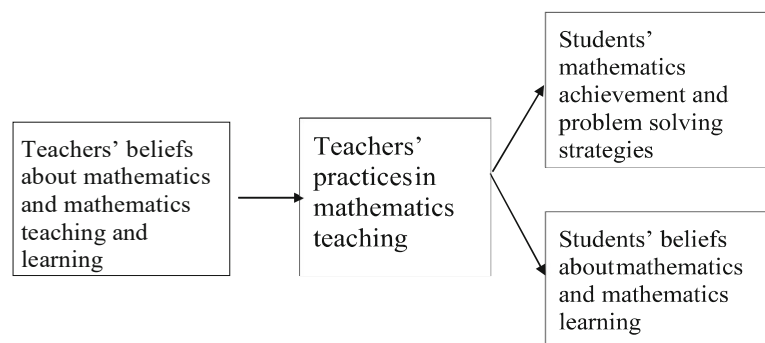 Teachers’ beliefs
about mathematics
and mathematics
teaching and
learning
Teachers’
practicesin
mathematics
teaching
Students’
mathematics
achievement and
problem solving
strategies
Students’ beliefs
aboutmathematics
and mathematics
learning